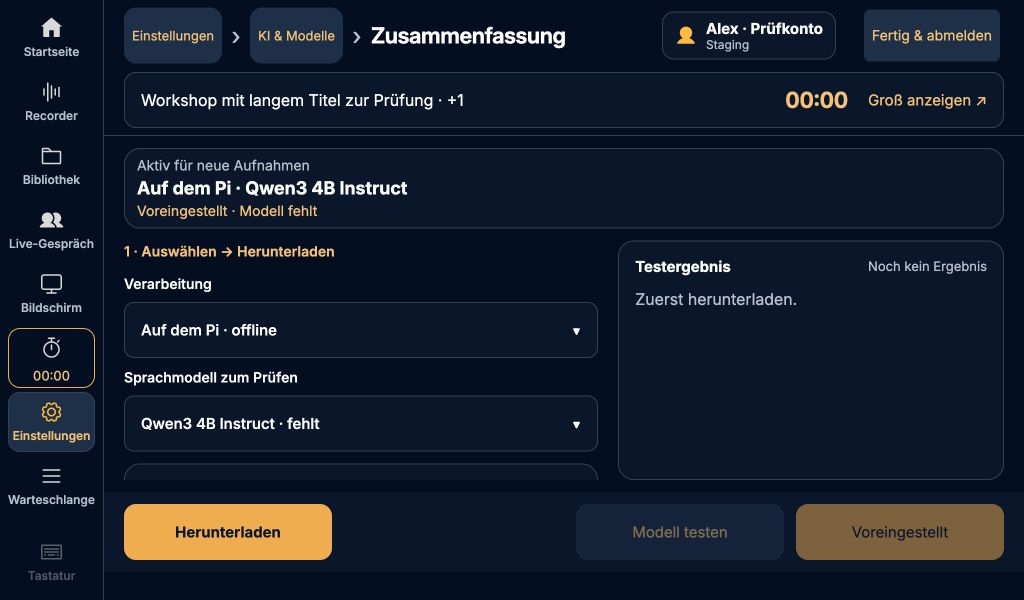 Startseite
Recorder
Bibliothek
Live-Gespräch
Bildschirm
00:00
Einstellungen
Warteschlange
Tastatur
Einstellungen › KI & Modelle › Zusammenfassung
Alex · Prüfkonto
Staging
Fertig & abmelden
Workshop mit langem Titel zur Prüfung · +1
00:00
Groß anzeigen ↗
Aktiv für neue Aufnahmen
Auf dem Pi · Qwen3 4B Instruct
Voreingestellt · Modell fehlt
1 · Auswählen → Herunterladen
Verarbeitung
Auf dem Pi · offline ▾
Sprachmodell zum Prüfen
Qwen3 4B Instruct · fehlt ▾
Testergebnis
Noch kein Ergebnis
Zuerst herunterladen.
Herunterladen
Modell testen
Voreingestellt